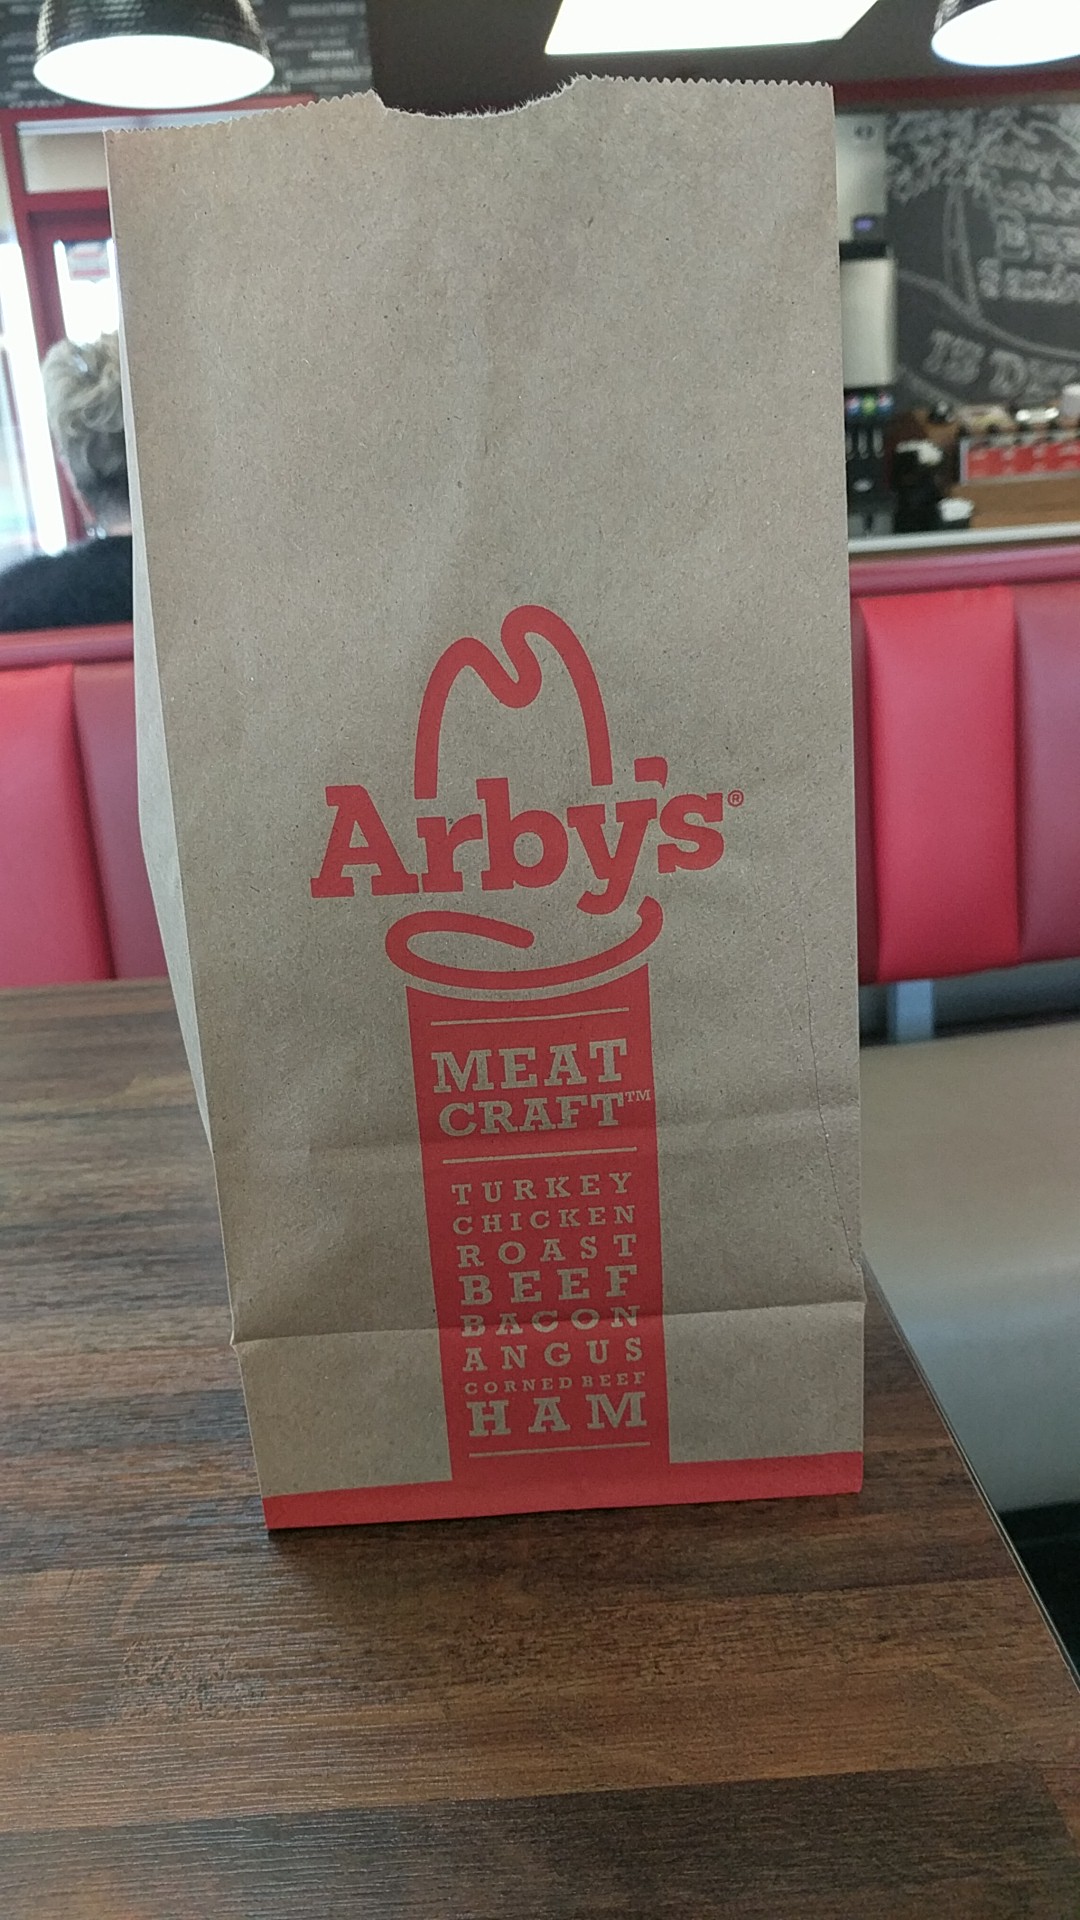 Arby's®
MEAT
CRAFT™
TURKEY
CHICKEN
ROAST
BEEF
BACON
ANGUS
CORNED BEEF
HAM